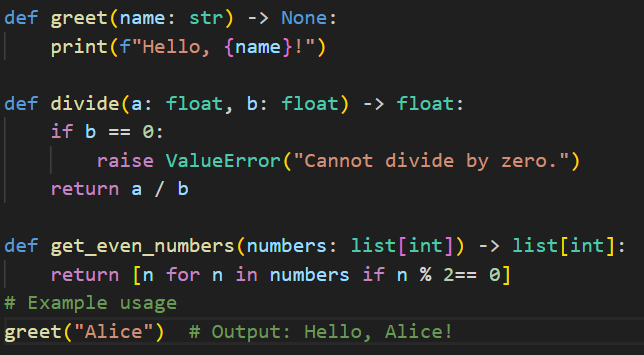 def greet(name: str) -> None:
    print(f"Hello, {name}!")

def divide(a: float, b: float) -> float:
    if b == 0:
        raise ValueError("Cannot divide by zero.")
    return a / b

def get_even_numbers(numbers: list[int]) -> list[int]:
    return [n for n in numbers if n % 2== 0]
# Example usage
greet("Alice")  # Output: Hello, Alice!